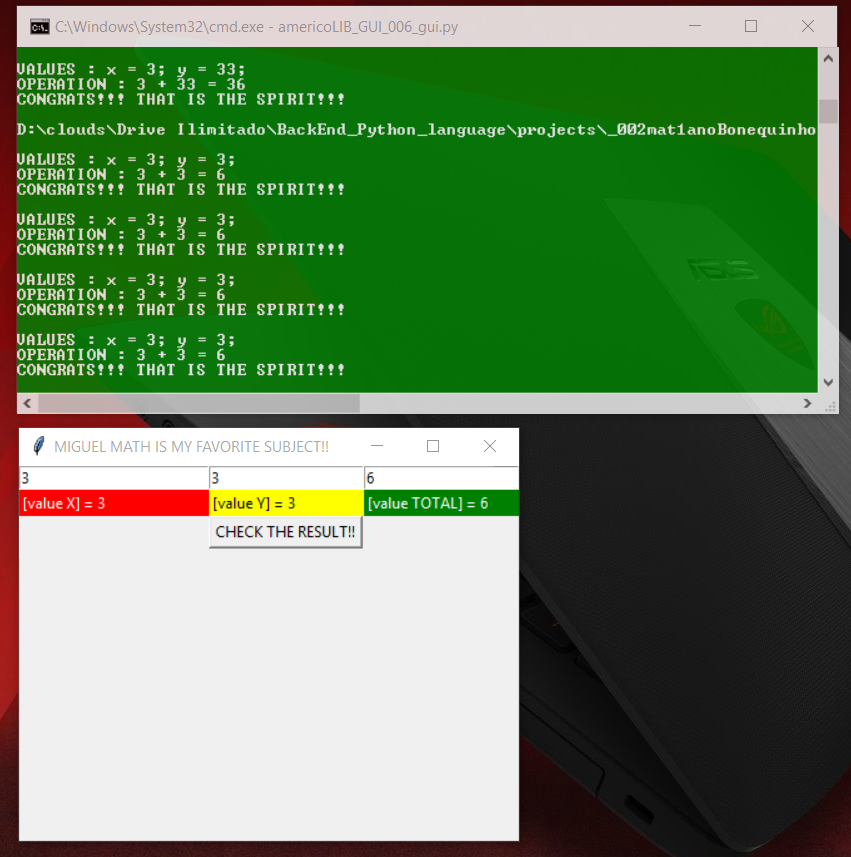 C:\Windows\System32\cmd.exe - americoLIB_GUI_006_gui.py
VALUES : x = 3; y = 33;
OPERATION : 3 + 33 = 36
CONGRATS!!! THAT IS THE SPIRIT!!!
D:\clouds\Drive Ilimitado\BackEnd_Python_language\projects\_002mat1anoBonequinho
VALUES : x = 3; y = 3;
OPERATION : 3 + 3 = 6
CONGRATS!!! THAT IS THE SPIRIT!!!
VALUES : x = 3; y = 3;
OPERATION : 3 + 3 = 6
CONGRATS!!! THAT IS THE SPIRIT!!!
VALUES : x = 3; y = 3;
OPERATION : 3 + 3 = 6
CONGRATS!!! THAT IS THE SPIRIT!!!
VALUES : x = 3; y = 3;
OPERATION : 3 + 3 = 6
CONGRATS!!! THAT IS THE SPIRIT!!!
MIGUEL MATH IS MY FAVORITE SUBJECT!!
3 3 6
[value X] = 3 [value Y] = 3 [value TOTAL] = 6
CHECK THE RESULT!!